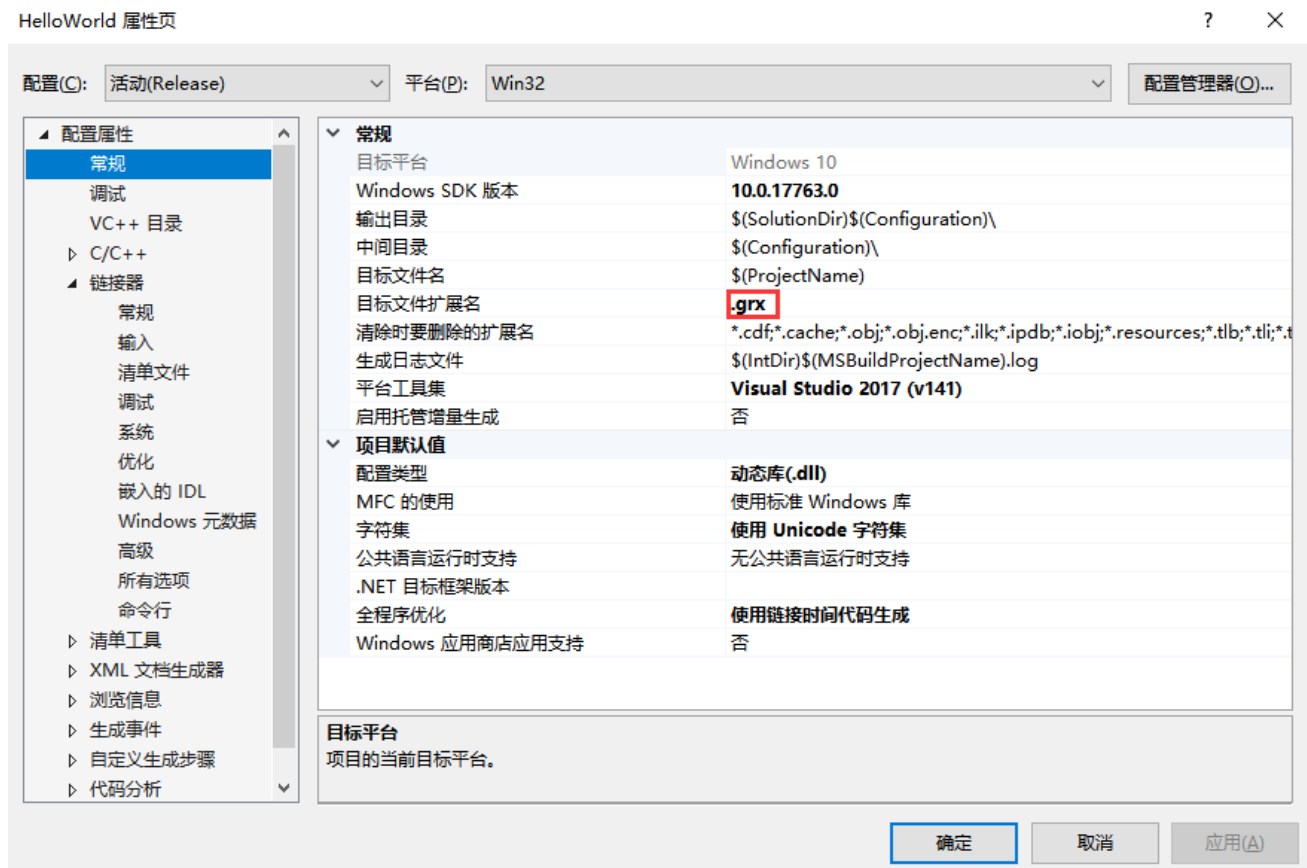 HelloWorld 属性页 ?
配置(C): 活动(Release) 平台(P): Win32 配置管理器(O)...
配置属性
常规
调试
VC++ 目录
C/C++
链接器
常规
输入
清单文件
调试
系统
优化
嵌入的 IDL
Windows 元数据
高级
所有选项
命令行
清单工具
XML 文档生成器
浏览信息
生成事件
自定义生成步骤
代码分析
常规
目标平台 Windows 10
Windows SDK 版本 10.0.17763.0
输出目录 $(SolutionDir)$(Configuration)\
中间目录 $(Configuration)\
目标文件名 $(ProjectName)
目标文件扩展名 .grx
清除时要删除的扩展名 *.cdf;*.cache;*.obj;*.obj.enc;*.ilk;*.ipdb;*.iobj;*.resources;*.tlb;*.tli;*.t
生成日志文件 $(IntDir)$(MSBuildProjectName).log
平台工具集 Visual Studio 2017 (v141)
启用托管增量生成 否
项目默认值
配置类型 动态库(.dll)
MFC 的使用 使用标准 Windows 库
字符集 使用 Unicode 字符集
公共语言运行时支持 无公共语言运行时支持
.NET 目标框架版本
全程序优化 使用链接时间代码生成
Windows 应用商店应用支持 否
目标平台
项目的当前目标平台。
确定 取消 应用(A)